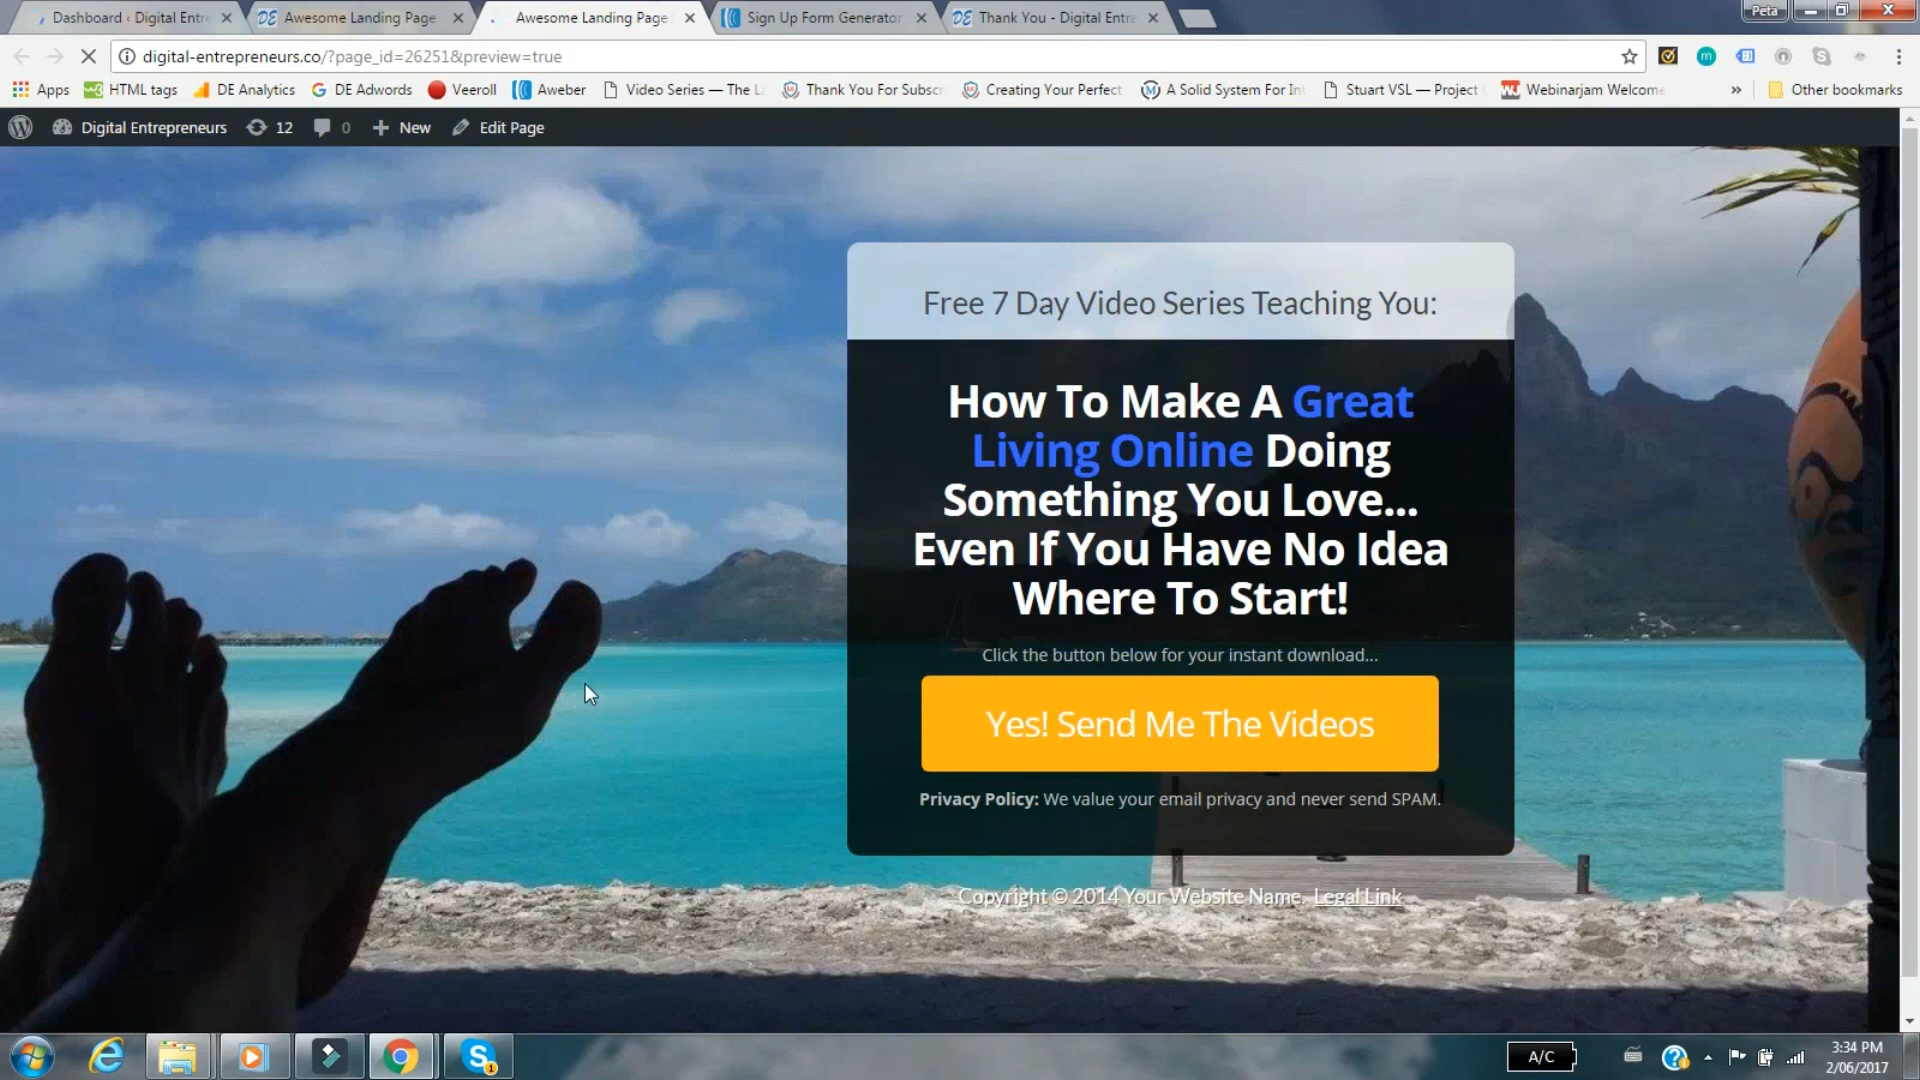 Dashboard ‹ Digital Entre
Awesome Landing Page
Awesome Landing Page
Sign Up Form Generator
Thank You - Digital Entre
Peta
digital-entrepreneurs.co/?page_id=26251&preview=true
Apps
HTML tags
DE Analytics
DE Adwords
Veeroll
Aweber
Video Series — The L
Thank You For Subscr
Creating Your Perfect
A Solid System For In
Stuart VSL — Project
Webinarjam Welcome
»
Other bookmarks
Digital Entrepreneurs
12
0
New
Edit Page
Free 7 Day Video Series Teaching You:
How To Make A Great
Living Online Doing
Something You Love...
Even If You Have No Idea
Where To Start!
Click the button below for your instant download...
Yes! Send Me The Videos
Privacy Policy: We value your email privacy and never send SPAM.
Copyright © 2014 Your Website Name. Legal Link
A/C
3:34 PM
2/06/2017